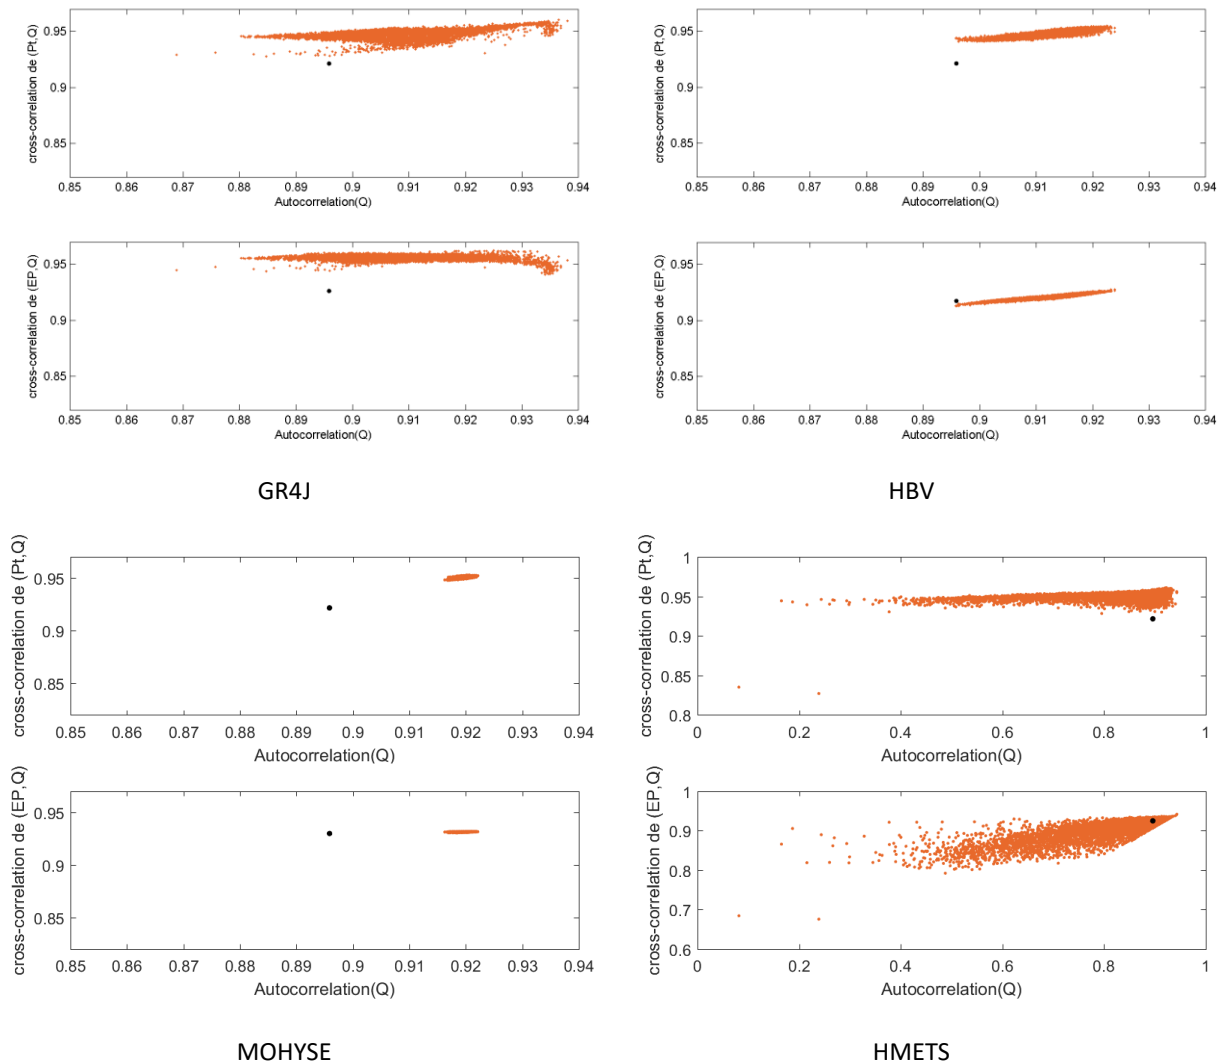 cross-correlation de (Pt,Q)
0.95
0.9
0.85
0.85 0.86 0.87 0.88 0.89 0.9 0.91 0.92 0.93 0.94
Autocorrelation(Q)
cross-correlation de (Pt,Q)
0.95
0.9
0.85
0.85 0.86 0.87 0.88 0.89 0.9 0.91 0.92 0.93 0.94
Autocorrelation(Q)
cross-correlation de (EP,Q)
0.95
0.9
0.85
0.85 0.86 0.87 0.88 0.89 0.9 0.91 0.92 0.93 0.94
Autocorrelation(Q)
cross-correlation de (EP,Q)
0.95
0.9
0.85
0.85 0.86 0.87 0.88 0.89 0.9 0.91 0.92 0.93 0.94
Autocorrelation(Q)
GR4J
HBV
cross-correlation de (Pt,Q)
0.95
0.9
0.85
0.85 0.86 0.87 0.88 0.89 0.9 0.91 0.92 0.93 0.94
Autocorrelation(Q)
cross-correlation de (Pt,Q)
1
0.95
0.9
0.85
0.8
0 0.2 0.4 0.6 0.8 1
Autocorrelation(Q)
cross-correlation de (EP,Q)
0.95
0.9
0.85
0.85 0.86 0.87 0.88 0.89 0.9 0.91 0.92 0.93 0.94
Autocorrelation(Q)
cross-correlation de (EP,Q)
1
0.9
0.8
0.7
0.6
0 0.2 0.4 0.6 0.8 1
Autocorrelation(Q)
MOHYSE
HMETS